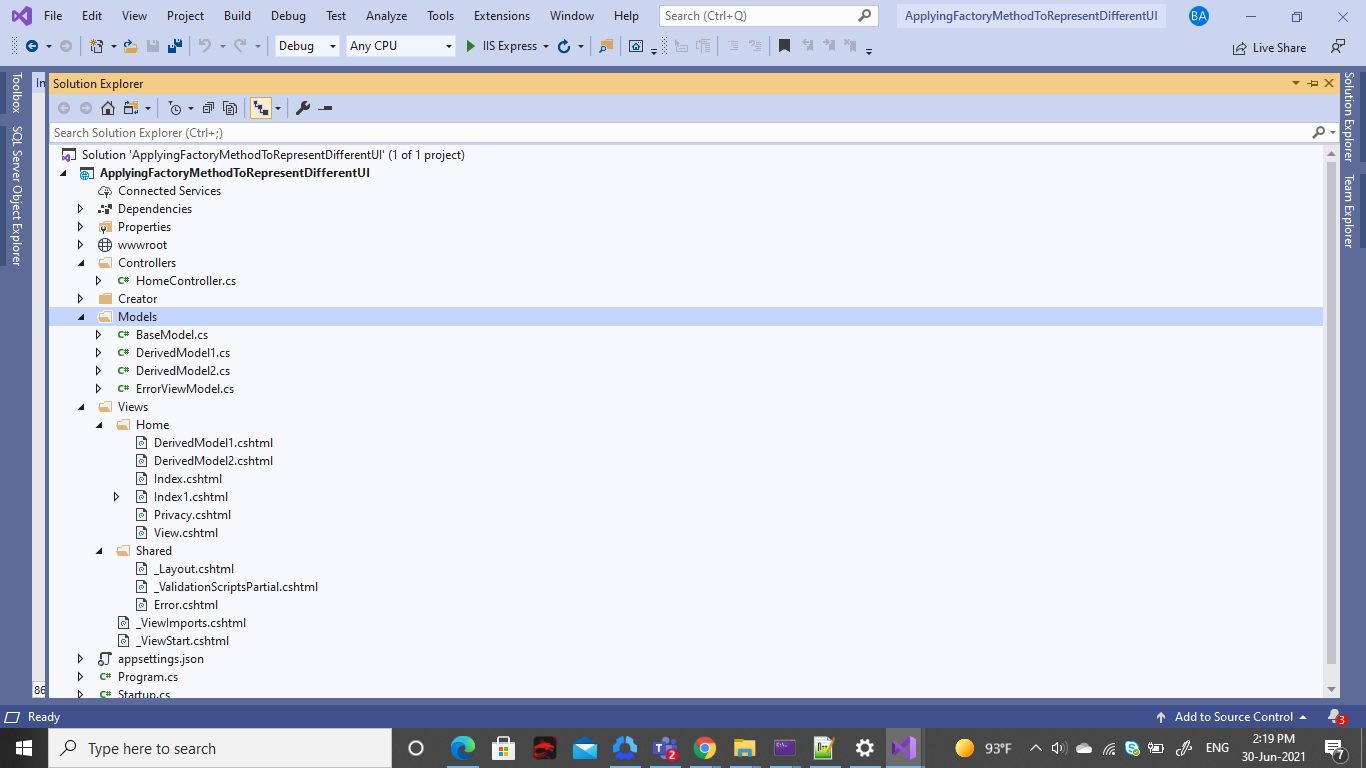 File Edit View Project Build Debug Test Analyze Tools Extensions Window Help Search (Ctrl+Q) ApplyingFactoryMethodToRepresentDifferentUI BA
Debug Any CPU IIS Express Live Share
Toolbox
SQL Server Object Explorer
In
Solution Explorer
Search Solution Explorer (Ctrl+;)
Solution 'ApplyingFactoryMethodToRepresentDifferentUI' (1 of 1 project)
ApplyingFactoryMethodToRepresentDifferentUI
Connected Services
Dependencies
Properties
wwwroot
Controllers
C# HomeController.cs
Creator
Models
C# BaseModel.cs
C# DerivedModel1.cs
C# DerivedModel2.cs
C# ErrorViewModel.cs
Views
Home
DerivedModel1.cshtml
DerivedModel2.cshtml
Index.cshtml
Index1.cshtml
Privacy.cshtml
View.cshtml
Shared
_Layout.cshtml
_ValidationScriptsPartial.cshtml
Error.cshtml
_ViewImports.cshtml
_ViewStart.cshtml
appsettings.json
C# Program.cs
C# Startup.cs
86
Solution Explorer
Team Explorer
Ready Add to Source Control 3
Type here to search 2 93°F ENG 2:19 PM 7
30-Jun-2021